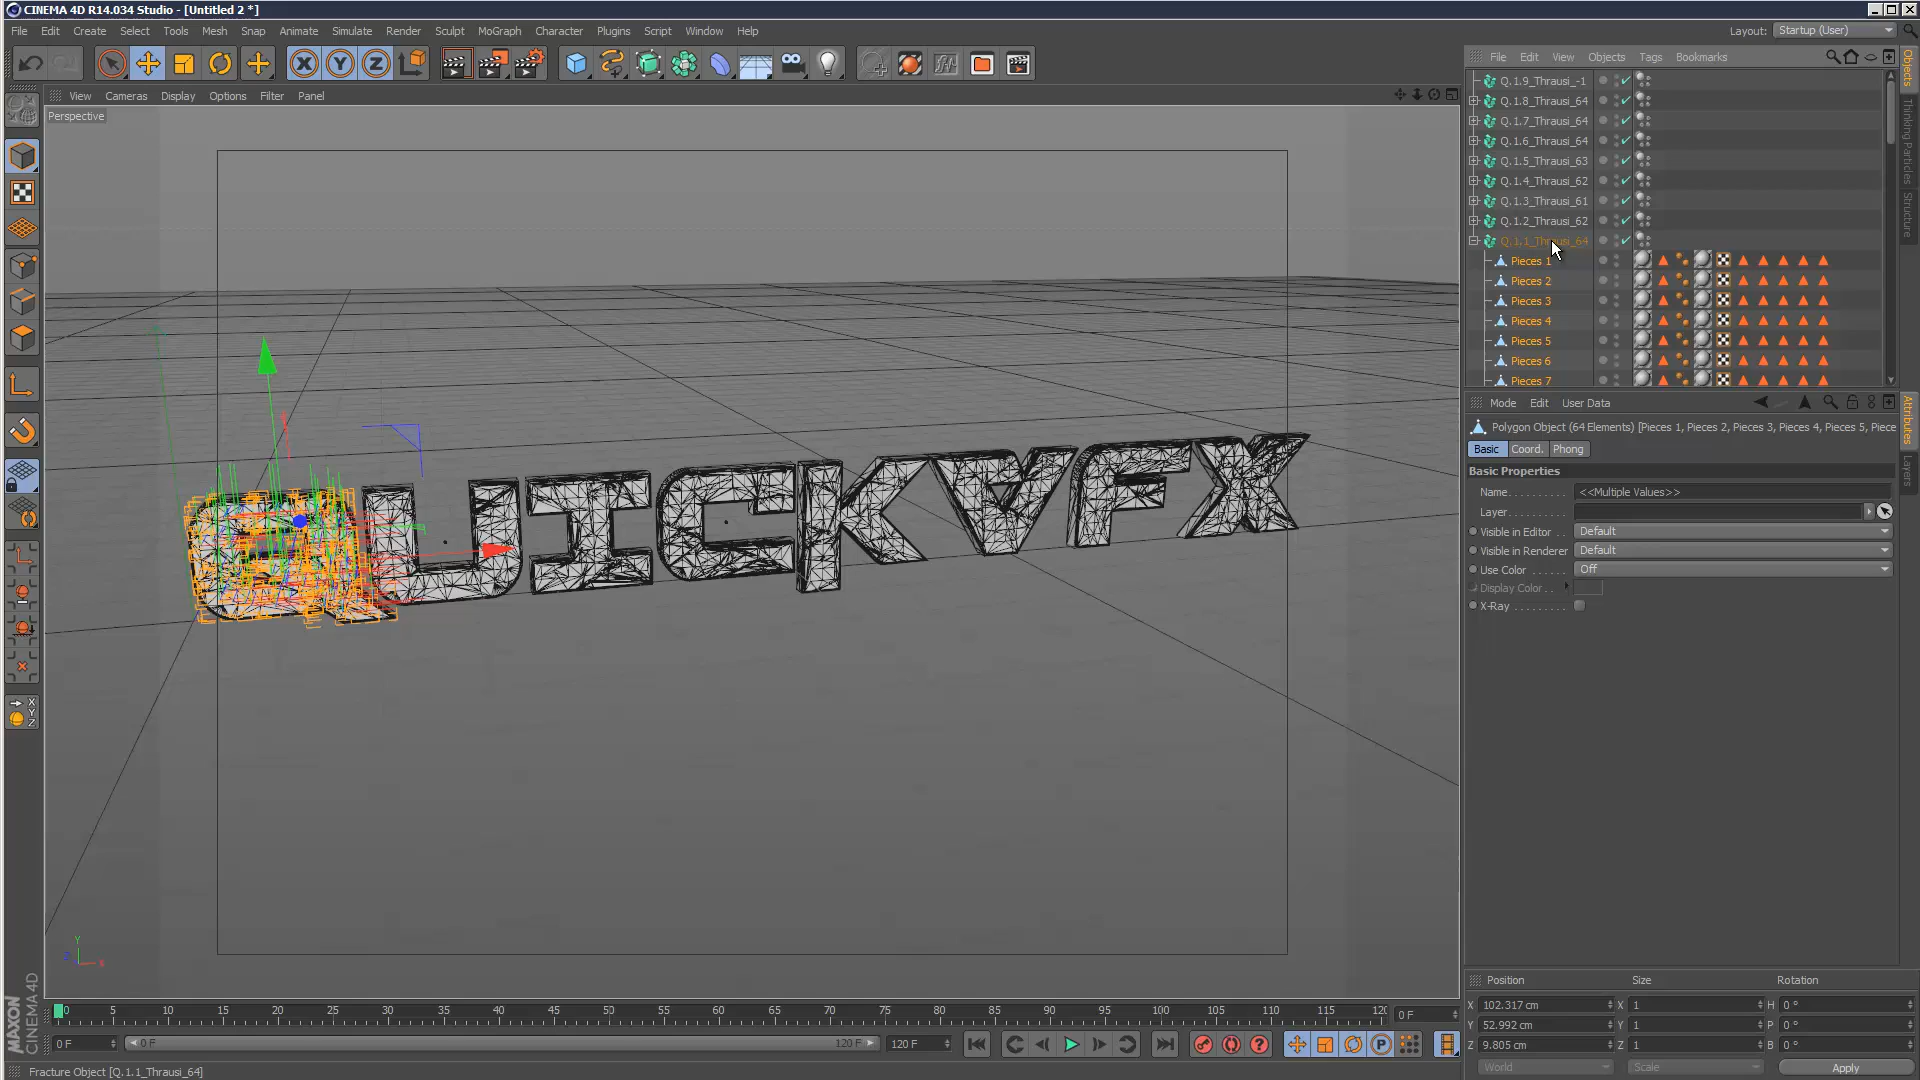 CINEMA 4D R14.034 Studio - [Untitled 2 *]
File Edit Create Select Tools Mesh Snap Animate Simulate Render Sculpt MoGraph Character Plugins Script Window Help
Layout: Startup (User)
File Edit View Objects Tags Bookmarks
View Cameras Display Options Filter Panel
Perspective
Q.1.9_Thrausi_-1
Q.1.8_Thrausi_64
Q.1.7_Thrausi_64
Q.1.6_Thrausi_64
Q.1.5_Thrausi_63
Q.1.4_Thrausi_62
Q.1.3_Thrausi_61
Q.1.2_Thrausi_62
Q.1.1_Thrausi_64
Pieces 1
Pieces 2
Pieces 3
Pieces 4
Pieces 5
Pieces 6
Pieces 7
Objects
Thinking Particles
Structure
Mode Edit User Data
Polygon Object (64 Elements) [Pieces 1, Pieces 2, Pieces 3, Pieces 4, Pieces 5, Piece
Basic Coord. Phong
Basic Properties
Name . . . . . . . . . . <<Multiple Values>>
Layer . . . . . . . . . .
Visible in Editor . . Default
Visible in Renderer Default
Use Color . . . . . . Off
Display Color . .
X-Ray . . . . . . . . .
Attributes
Layers
QUICKVFX
X Y Z
X
Y
Z
Y
Z X
MAXON
CINEMA 4D
0 5 10 15 20 25 30 35 40 45 50 55 60 65 70 75 80 85 90 95 100 105 110 115 120 0 F
0 F 0 F 120 F 120 F
P
Position Size Rotation
X 102.317 cm X 1 H 0 °
Y 52.992 cm Y 1 P 0 °
Z 9.805 cm Z 1 B 0 °
World Scale Apply
Fracture Object [Q.1.1_Thrausi_64]